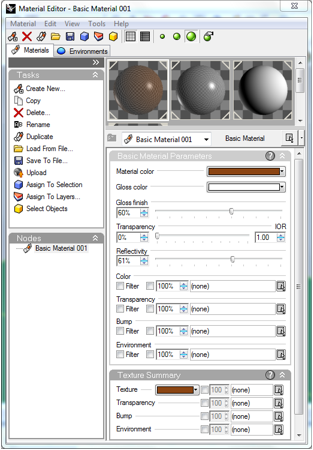 Material Editor - Basic Material 001
Material Edit View Tools Help
Materials Environments
Tasks
Create New...
Copy
Delete...
Rename
Duplicate
Load From File...
Save To File...
Upload
Assign To Selection
Assign To Layers...
Select Objects
Nodes
Basic Material 001
Basic Material 001 Basic Material
Basic Material Parameters
Material color
Gloss color
Gloss finish
60%
Transparency IOR
0% 1.00
Reflectivity
61%
Color
Filter 100% (none)
Transparency
Filter 100% (none)
Bump
Filter 100% (none)
Environment
Filter 100% (none)
Texture Summary
Texture 100 (none)
Transparency 100 (none)
Bump 100 (none)
Environment 100 (none)